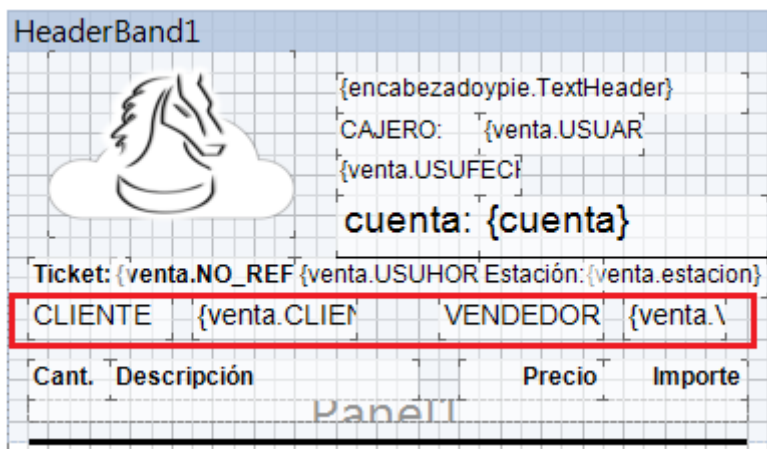 HeaderBand1
{encabezadoypie.TextHeader}
CAJERO: {venta.USUAR
{venta.USUFECH
cuenta: {cuenta}
Ticket: {venta.NO_REF {venta.USUHOR Estación:{venta.estacion}
CLIENTE {venta.CLIEN VENDEDOR {venta.V
Cant. Descripción Precio Importe
Panel1